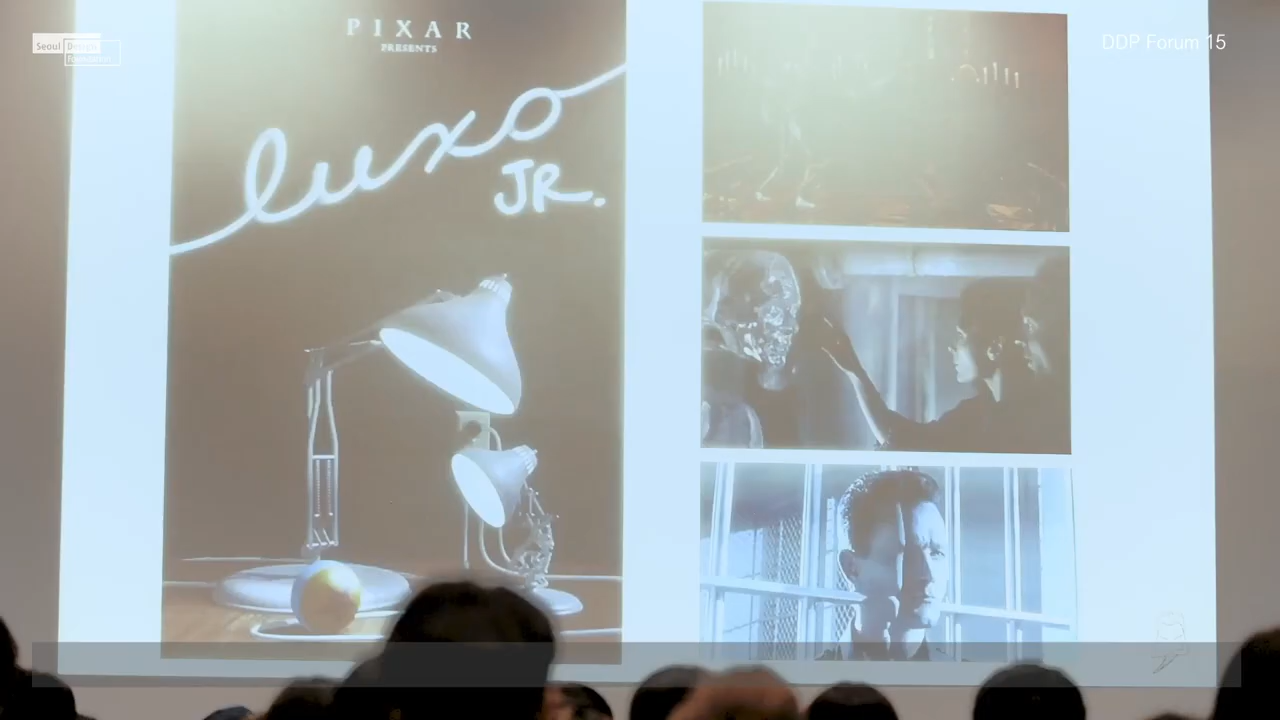 Seoul Design
Foundation
DDP Forum 15
PIXAR
PRESENTS
luxo
JR.